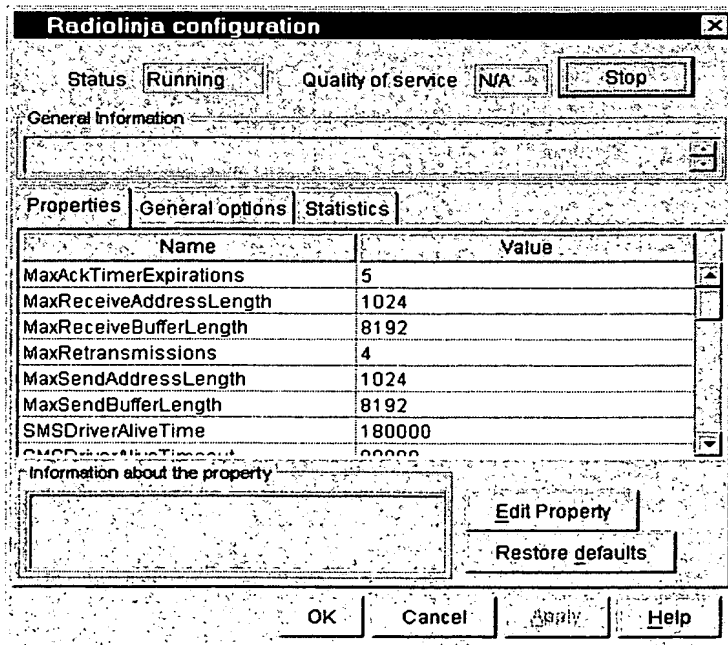 Radiolinja configuration
Status Running Quality of service N/A Stop
General Information
Properties General options Statistics
Name Value
MaxAckTimerExpirations 5
MaxReceiveAddressLength 1024
MaxReceiveBufferLength 8192
MaxRetransmissions 4
MaxSendAddressLength 1024
MaxSendBufferLength 8192
SMSDriverAliveTime 180000
Information about the property
Edit Property
Restore defaults
OK Cancel Apply Help